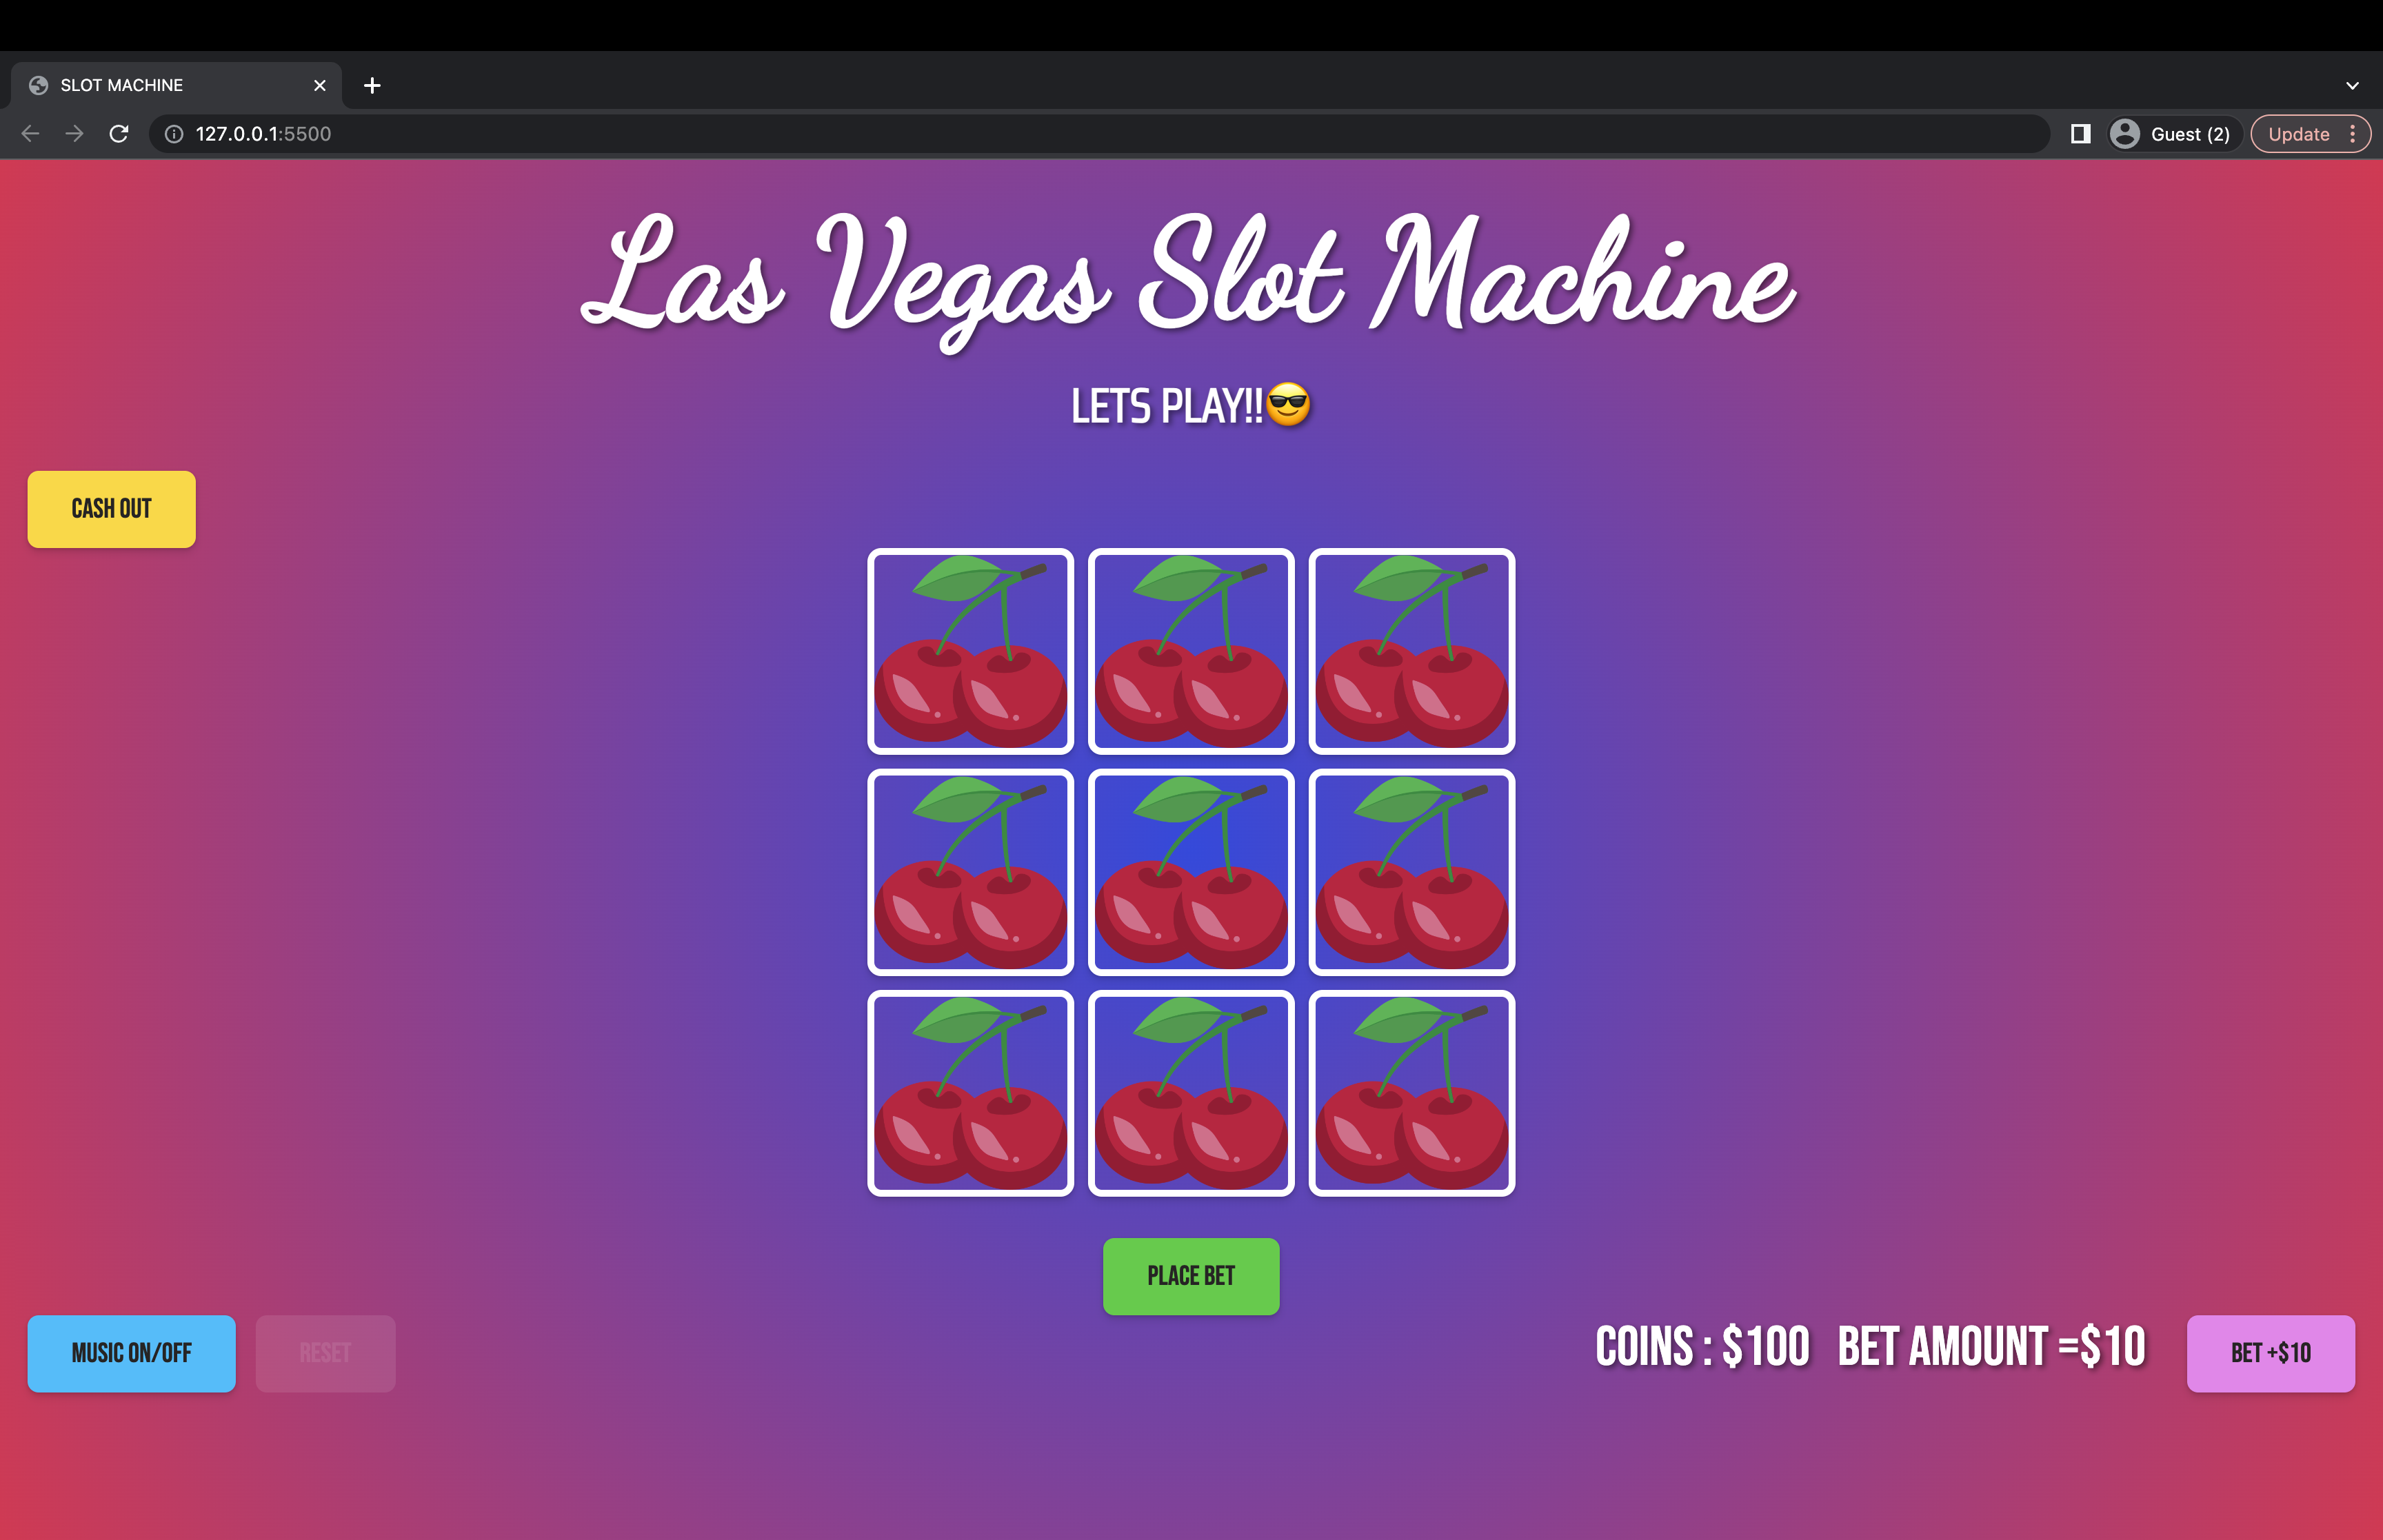 SLOT MACHINE
127.0.0.1:5500
Guest (2)
Update
Las Vegas Slot Machine
LETS PLAY!!😎
CASH OUT
PLACE BET
MUSIC ON/OFF
RESET
COINS : $100 BET AMOUNT =$10
BET +$10